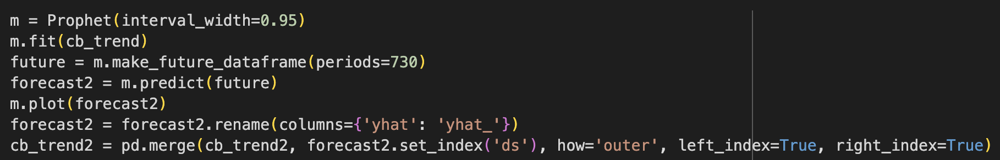 m = Prophet(interval_width=0.95)
m.fit(cb_trend)
future = m.make_future_dataframe(periods=730)
forecast2 = m.predict(future)
m.plot(forecast2)
forecast2 = forecast2.rename(columns={'yhat': 'yhat_'})
cb_trend2 = pd.merge(cb_trend2, forecast2.set_index('ds'), how='outer', left_index=True, right_index=True)